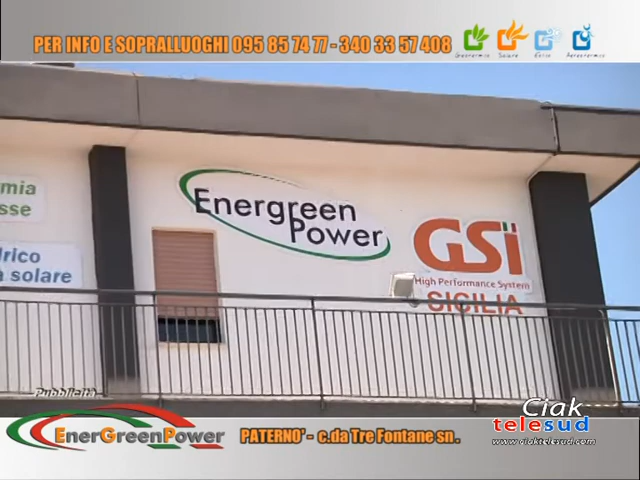 PER INFO E SOPRALLUOGHI 095 85 74 77 - 340 33 57 408
Geotermico Solare Eolico Aerotermico
mia
sse
drico
a solare
Energreen
Power
GSi
High Performance System
SICILIA
Pubblicità
EnerGreenPower
PATERNO' - c.da Tre Fontane sn.
Ciak
telesud
www.ciaktelesud.com